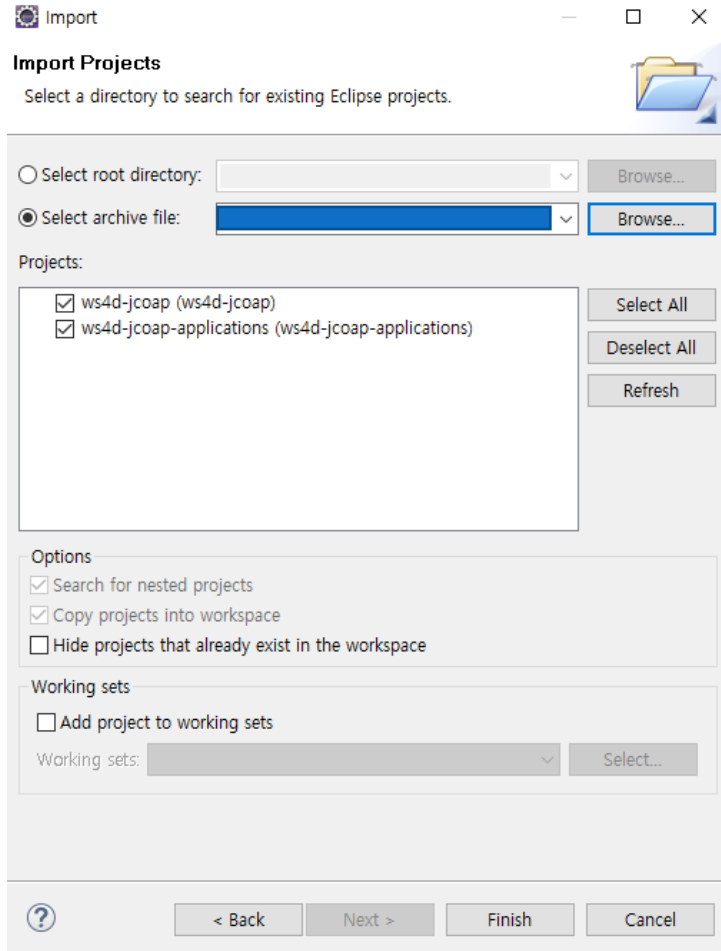 Import
Import Projects
Select a directory to search for existing Eclipse projects.
Select root directory:
Browse...
Select archive file:
Browse...
Projects:
ws4d-jcoap (ws4d-jcoap)
ws4d-jcoap-applications (ws4d-jcoap-applications)
Select All
Deselect All
Refresh
Options
Search for nested projects
Copy projects into workspace
Hide projects that already exist in the workspace
Working sets
Add project to working sets
Working sets:
Select...
?
< Back
Next >
Finish
Cancel